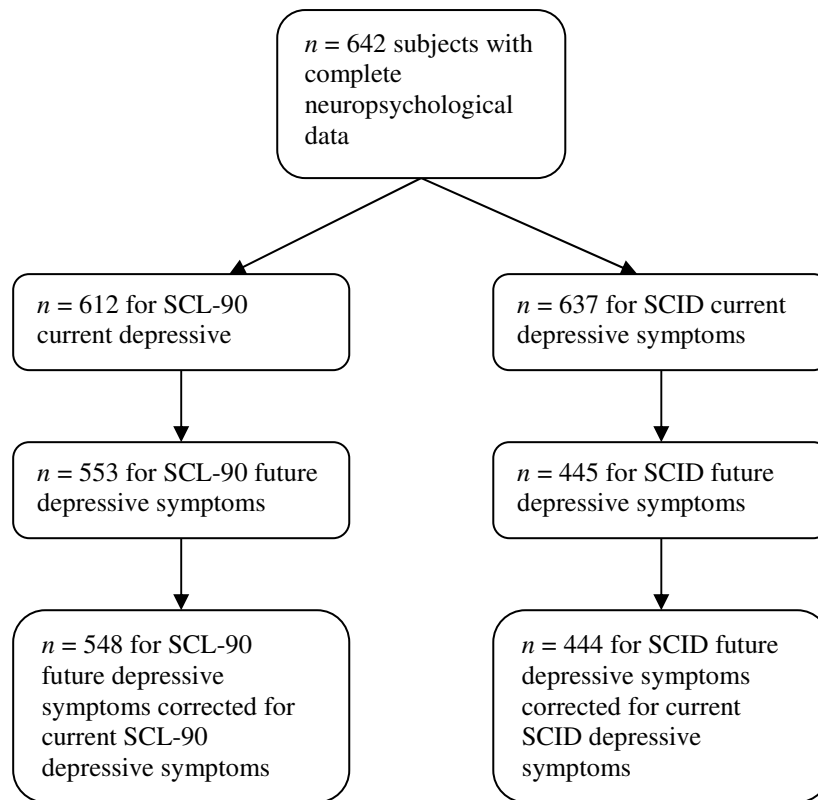 n = 642 subjects with
complete
neuropsychological
data
n = 612 for SCL-90
current depressive
n = 637 for SCID current
depressive symptoms
n = 553 for SCL-90 future
depressive symptoms
n = 445 for SCID future
depressive symptoms
n = 548 for SCL-90
future depressive
symptoms corrected for
current SCL-90
depressive symptoms
n = 444 for SCID future
depressive symptoms
corrected for current
SCID depressive
symptoms